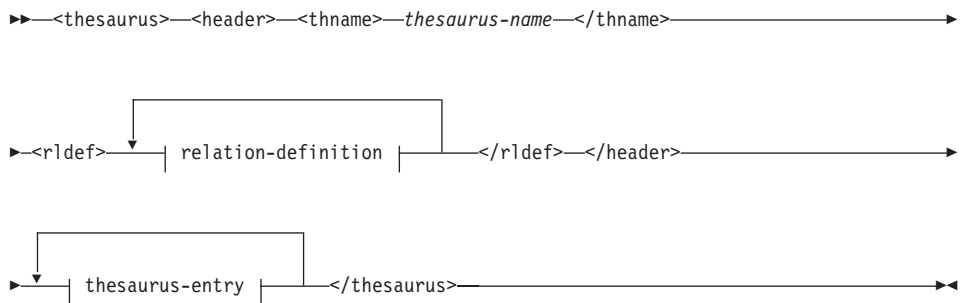 <thesaurus> <header> <thname> thesaurus-name </thname>
<rldef> relation-definition </rldef> </header>
thesaurus-entry </thesaurus>